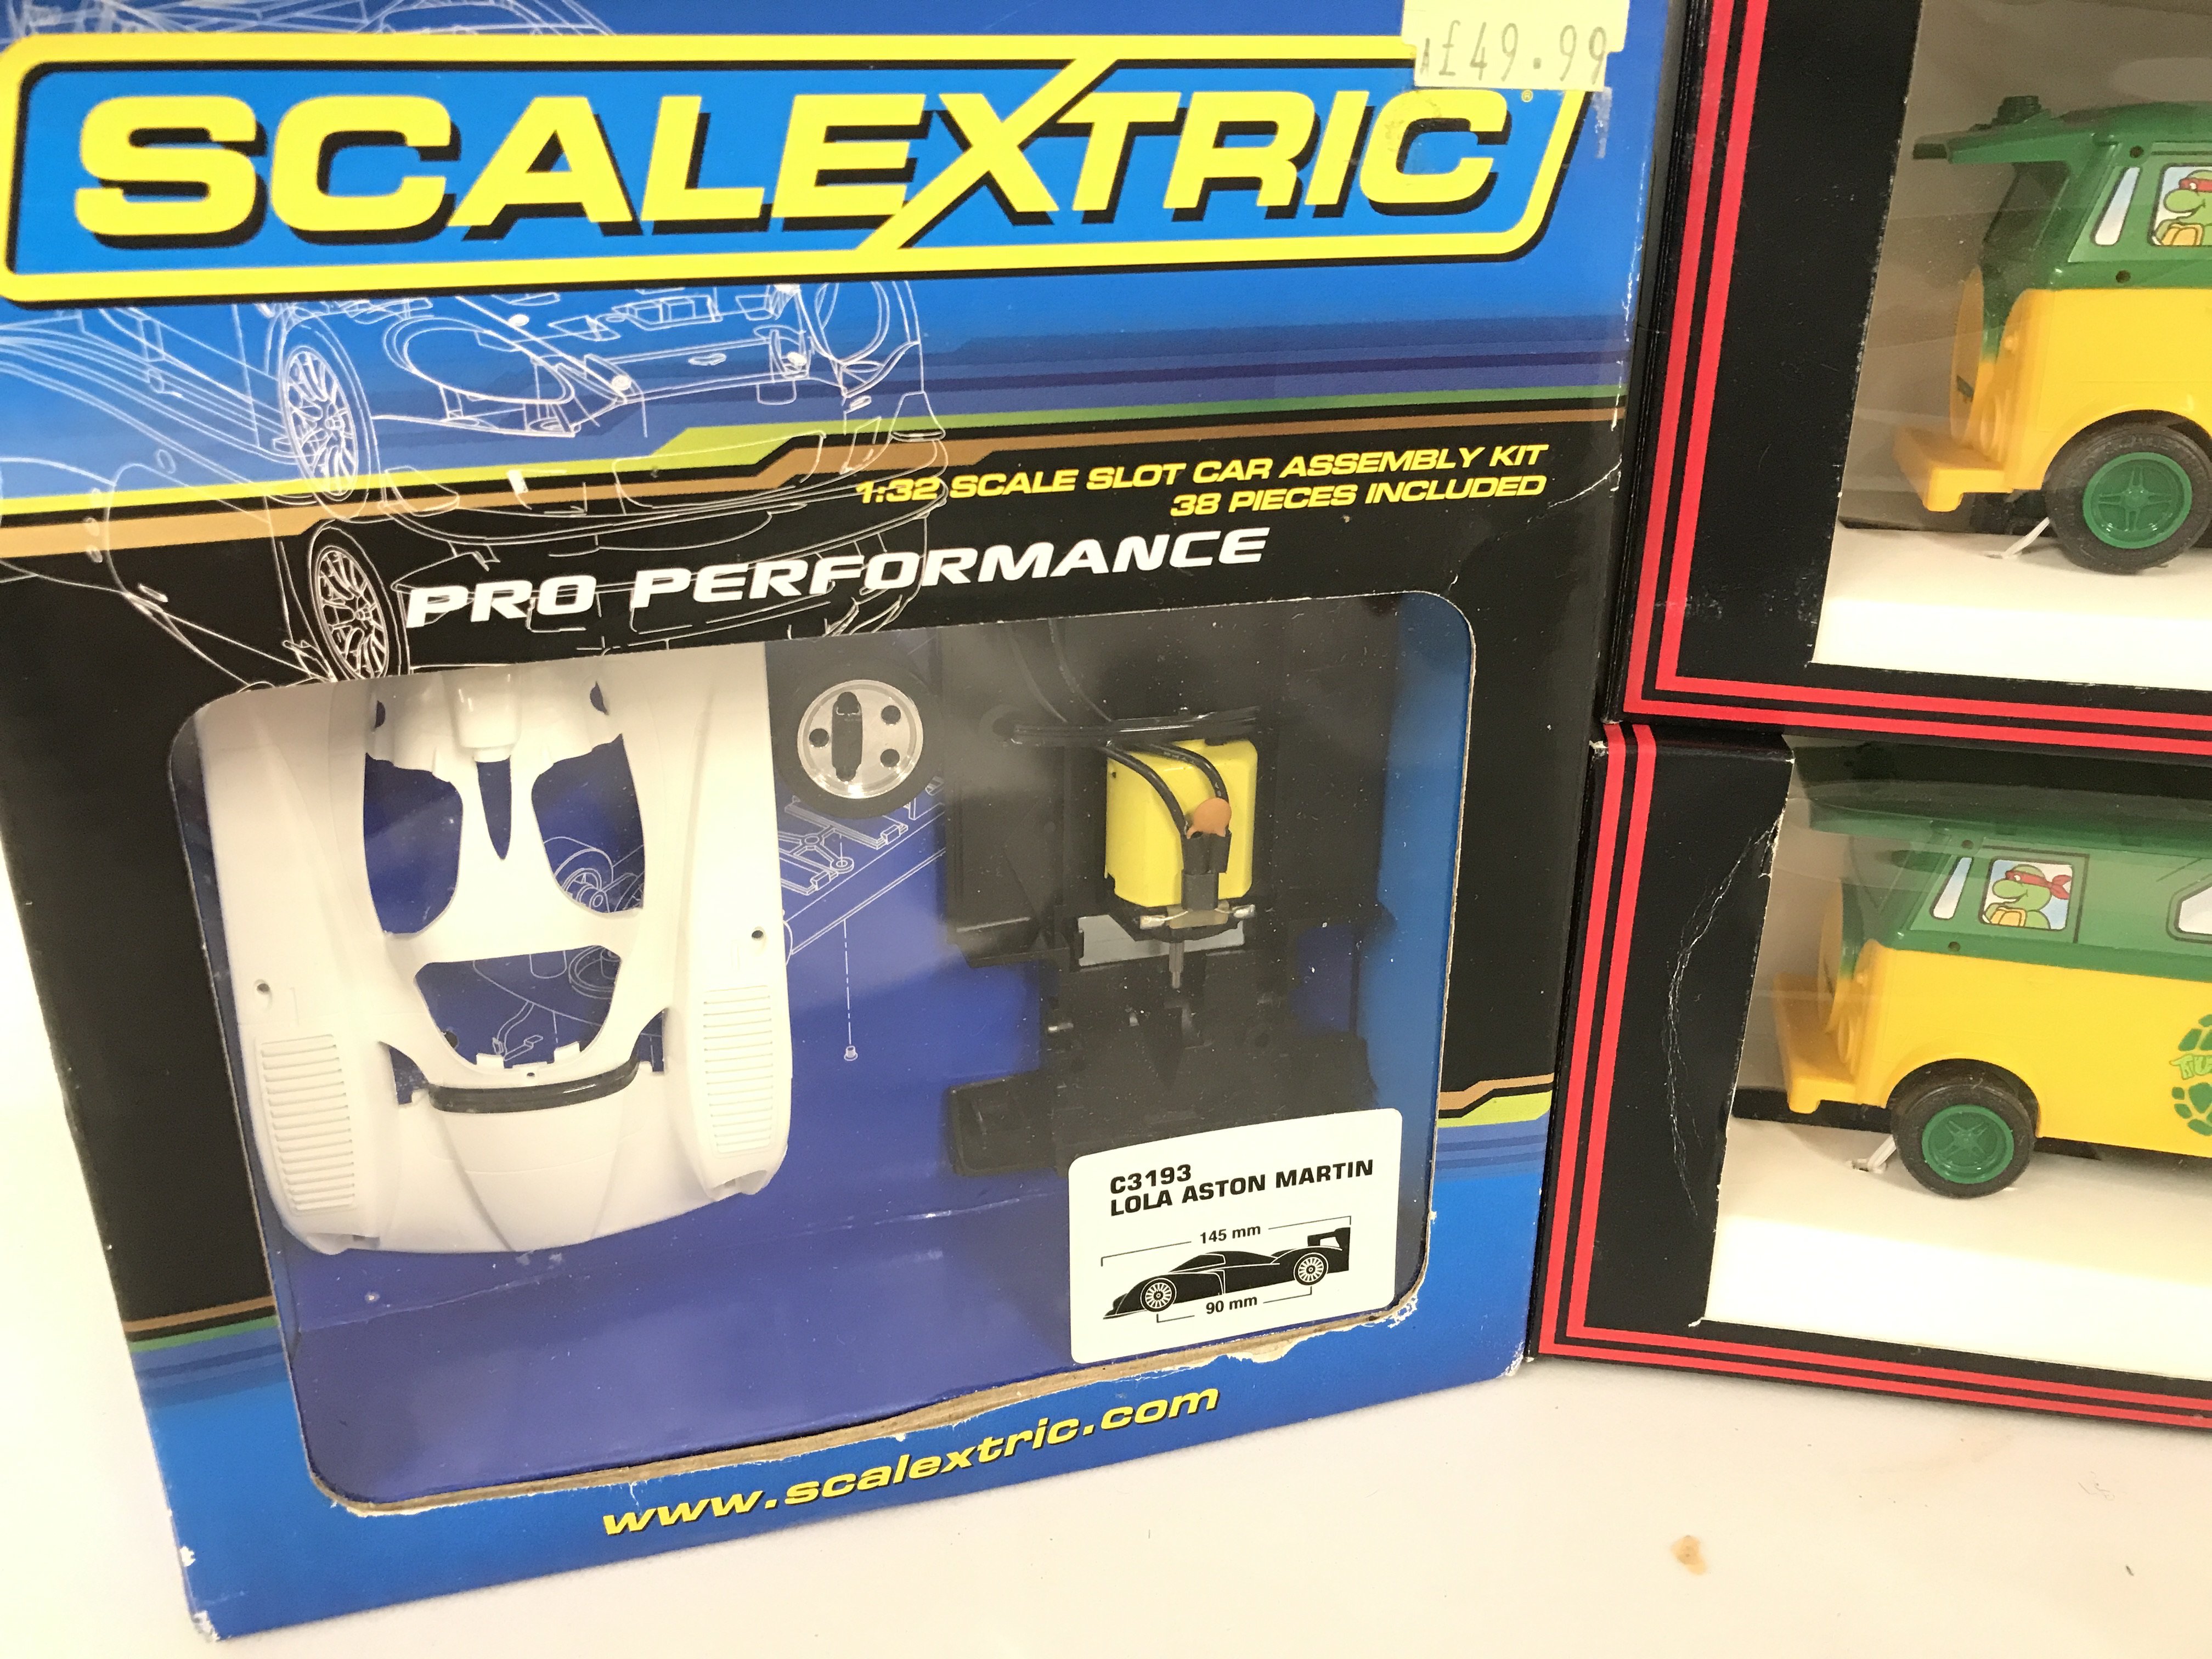 A£49.99
SCALEXTRIC®
1:32 SCALE SLOT CAR ASSEMBLY KIT
38 PIECES INCLUDED
PRO PERFORMANCE
C3193
LOLA ASTON MARTIN
145 mm
90 mm
www.scalextric.com